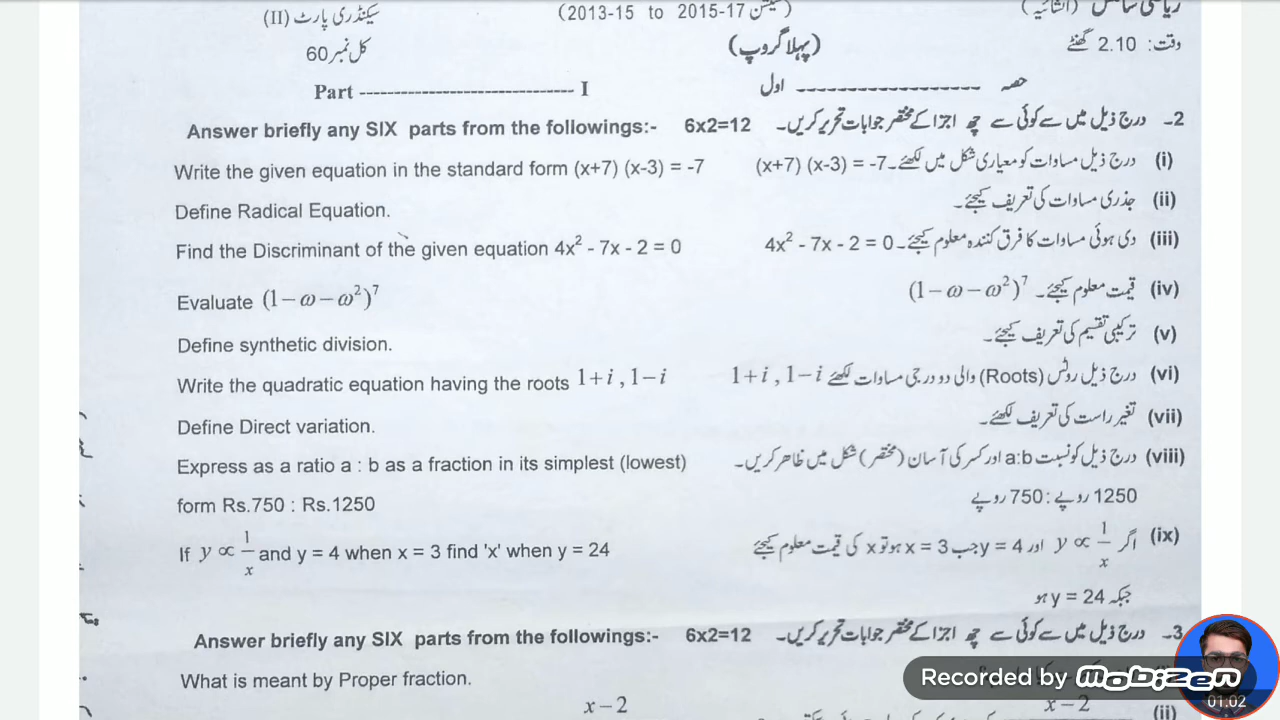 سیکنڈری پارٹ (II) (2013-15 to 2015-17 سیشن) ریاضی سائنس (انشائیہ)
کل نمبر 60 (پہلا گروپ) وقت: 2.10 گھنٹے
Part ------------------------------ I حصہ ------------------- اول
Answer briefly any SIX parts from the followings:- 6x2=12 2۔ درج ذیل میں سے کوئی سے چھ اجزا کے مختصر جوابات تحریر کریں۔
Write the given equation in the standard form (x+7) (x-3) = -7 (i) درج ذیل مساوات کو معیاری شکل میں لکھئے۔ (x+7) (x-3) = -7
Define Radical Equation. (ii) جذری مساوات کی تعریف کیجئے۔
Find the Discriminant of the given equation 4x² - 7x - 2 = 0 (iii) دی ہوئی مساوات کا فرق کنندہ معلوم کیجئے۔ 4x² - 7x - 2 = 0
Evaluate (1−ω−ω²)⁷ (iv) قیمت معلوم کیجئے۔ (1−ω−ω²)⁷
Define synthetic division. (v) ترکیبی تقسیم کی تعریف کیجئے۔
Write the quadratic equation having the roots 1+i , 1−i (vi) درج ذیل روٹس (Roots) والی دو درجی مساوات لکھئے 1+i , 1−i
Define Direct variation. (vii) تغیر راست کی تعریف لکھئے۔
Express as a ratio a : b as a fraction in its simplest (lowest) (viii) درج ذیل کو نسبت a:b اور کسر کی آسان (مختصر) شکل میں ظاہر کریں۔
form Rs.750 : Rs.1250 750 روپے : 1250 روپے
If y ∝ 1/x and y = 4 when x = 3 find 'x' when y = 24 (ix) اگر y ∝ 1/x اور y = 4 جب x = 3 ہو تو x کی قیمت معلوم کیجئے
جبکہ y = 24 ہو
Answer briefly any SIX parts from the followings:- 6x2=12 3۔ درج ذیل میں سے کوئی سے چھ اجزا کے مختصر جوابات تحریر کریں۔
What is meant by Proper fraction.
x−2 x−2 (ii)
Recorded by mobizen
01:02